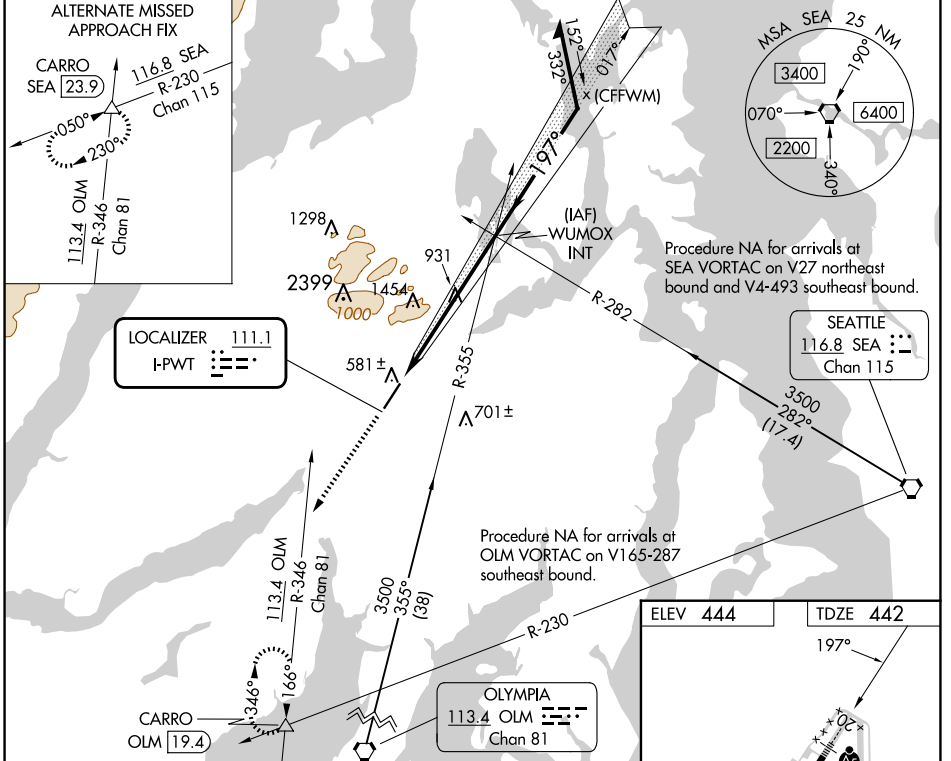 ALTERNATE MISSED
APPROACH FIX
CARRO
SEA 23.9
116.8 SEA
R-230
Chan 115
050°
230°
113.4 OLM
R-346
Chan 81
152°
332°
017°
(CFFWM)
197°
MSA SEA 25 NM
190°
3400
070°
6400
2200
340°
1298
2399
1454
1000
931
(IAF)
WUMOX
INT
Procedure NA for arrivals at
SEA VORTAC on V27 northeast
bound and V4-493 southeast bound.
R-282
LOCALIZER 111.1
I-PWT
581±
R-355
701±
SEATTLE
116.8 SEA
Chan 115
3500
282°
(17.4)
Procedure NA for arrivals at
OLM VORTAC on V165-287
southeast bound.
113.4 OLM
R-346
Chan 81
3500
355°
(38)
R-230
346°
166°
CARRO
OLM 19.4
OLYMPIA
113.4 OLM
Chan 81
ELEV 444
TDZE 442
197°
20